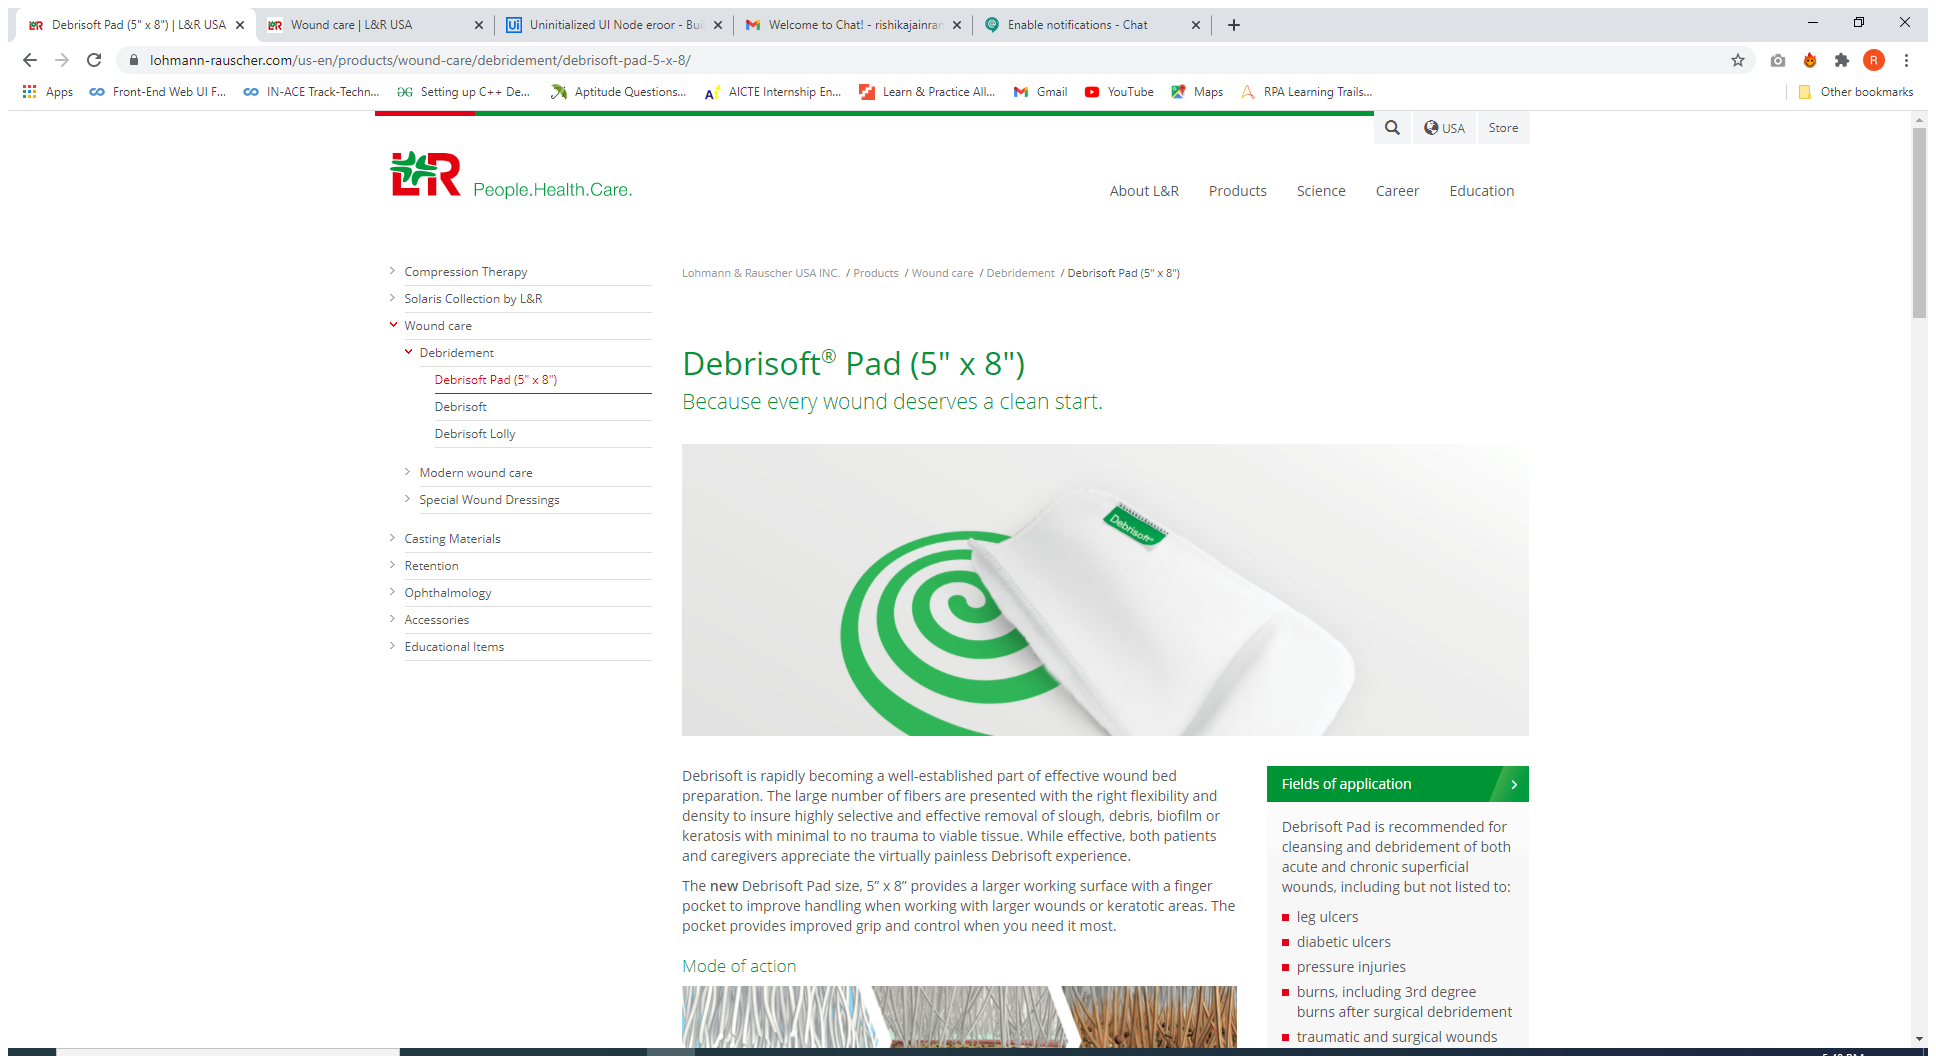 Debrisoft Pad (5" x 8") | L&R USA
Wound care | L&R USA
Uninitialized UI Node eroor - Bui
Welcome to Chat! - rishikajainran
Enable notifications - Chat
lohmann-rauscher.com/us-en/products/wound-care/debridement/debrisoft-pad-5-x-8/
R
Apps
Front-End Web UI F...
IN-ACE Track-Techn...
Setting up C++ De...
Aptitude Questions...
AICTE Internship En...
Learn & Practice All...
Gmail
YouTube
Maps
RPA Learning Trails...
Other bookmarks
USA
Store
L&R People.Health.Care.
About L&R
Products
Science
Career
Education
Compression Therapy
Solaris Collection by L&R
Wound care
Debridement
Debrisoft Pad (5" x 8")
Debrisoft
Debrisoft Lolly
Modern wound care
Special Wound Dressings
Casting Materials
Retention
Ophthalmology
Accessories
Educational Items
Lohmann & Rauscher USA INC. / Products / Wound care / Debridement / Debrisoft Pad (5" x 8")
Debrisoft® Pad (5" x 8")
Because every wound deserves a clean start.
Debrisoft®
Debrisoft is rapidly becoming a well-established part of effective wound bed
preparation. The large number of fibers are presented with the right flexibility and
density to insure highly selective and effective removal of slough, debris, biofilm or
keratosis with minimal to no trauma to viable tissue. While effective, both patients
and caregivers appreciate the virtually painless Debrisoft experience.
The new Debrisoft Pad size, 5” x 8” provides a larger working surface with a finger
pocket to improve handling when working with larger wounds or keratotic areas. The
pocket provides improved grip and control when you need it most.
Mode of action
Fields of application
Debrisoft Pad is recommended for
cleansing and debridement of both
acute and chronic superficial
wounds, including but not listed to:
leg ulcers
diabetic ulcers
pressure injuries
burns, including 3rd degree
burns after surgical debridement
traumatic and surgical wounds